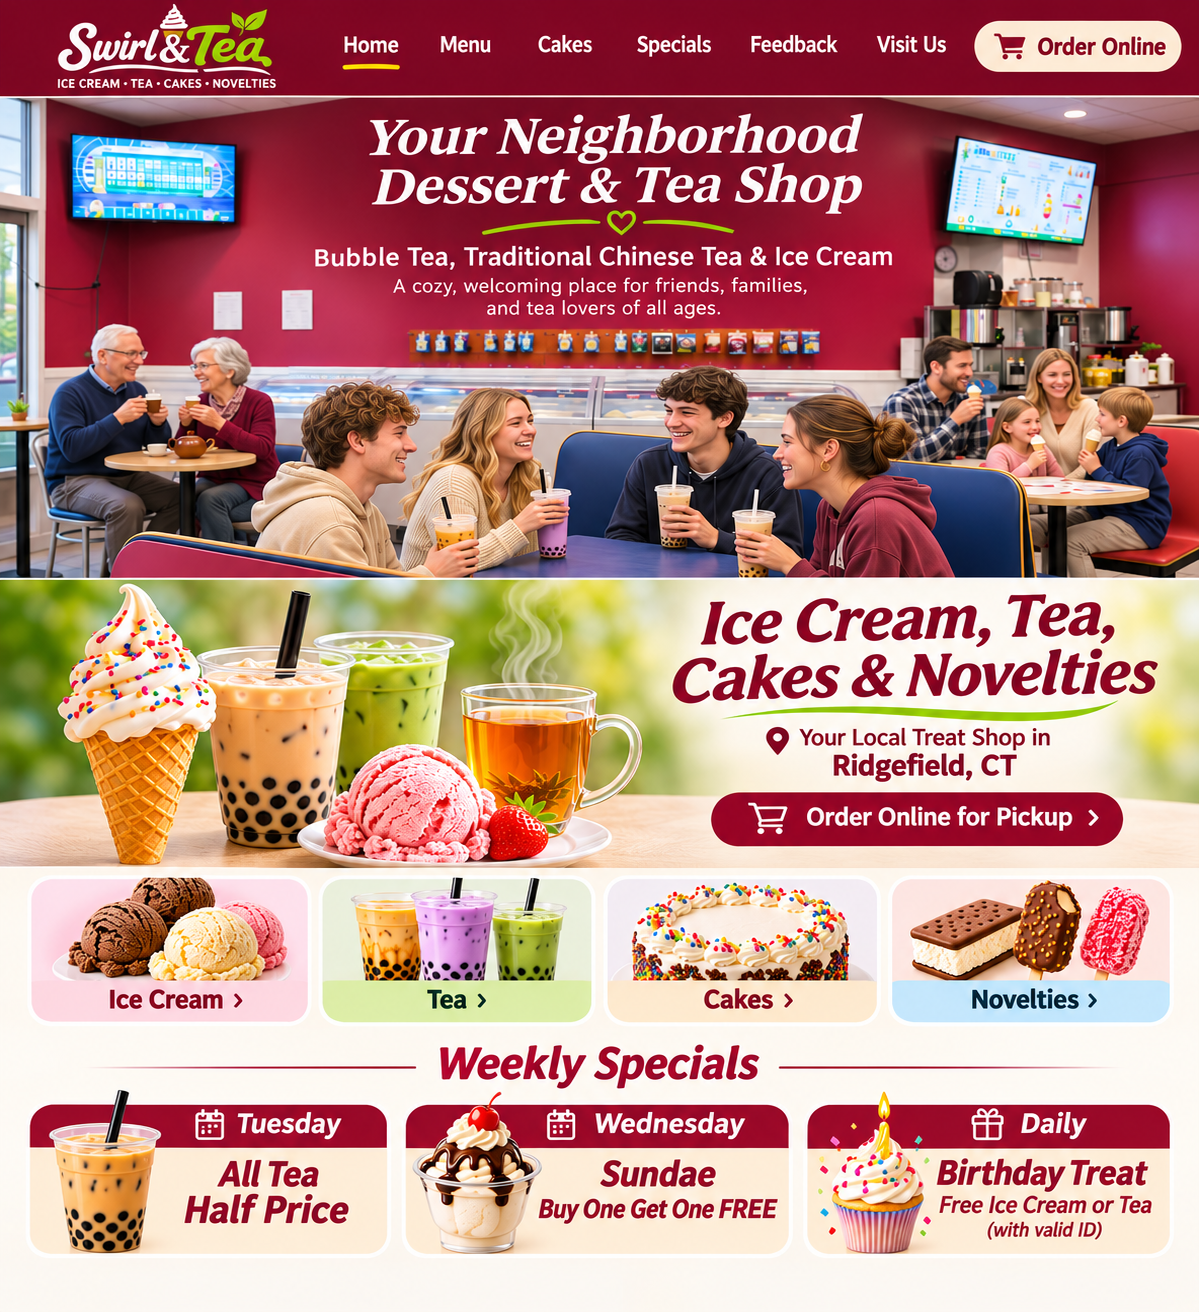 Swirl & Tea
ICE CREAM • TEA • CAKES • NOVELTIES
Home
Menu
Cakes
Specials
Feedback
Visit Us
Order Online
Your Neighborhood
Dessert & Tea Shop
Bubble Tea, Traditional Chinese Tea & Ice Cream
A cozy, welcoming place for friends, families,
and tea lovers of all ages.
Ice Cream, Tea,
Cakes & Novelties
Your Local Treat Shop in
Ridgefield, CT
Order Online for Pickup >
Ice Cream >
Tea >
Cakes >
Novelties >
Weekly Specials
Tuesday
All Tea
Half Price
Wednesday
Sundae
Buy One Get One FREE
Daily
Birthday Treat
Free Ice Cream or Tea
(with valid ID)